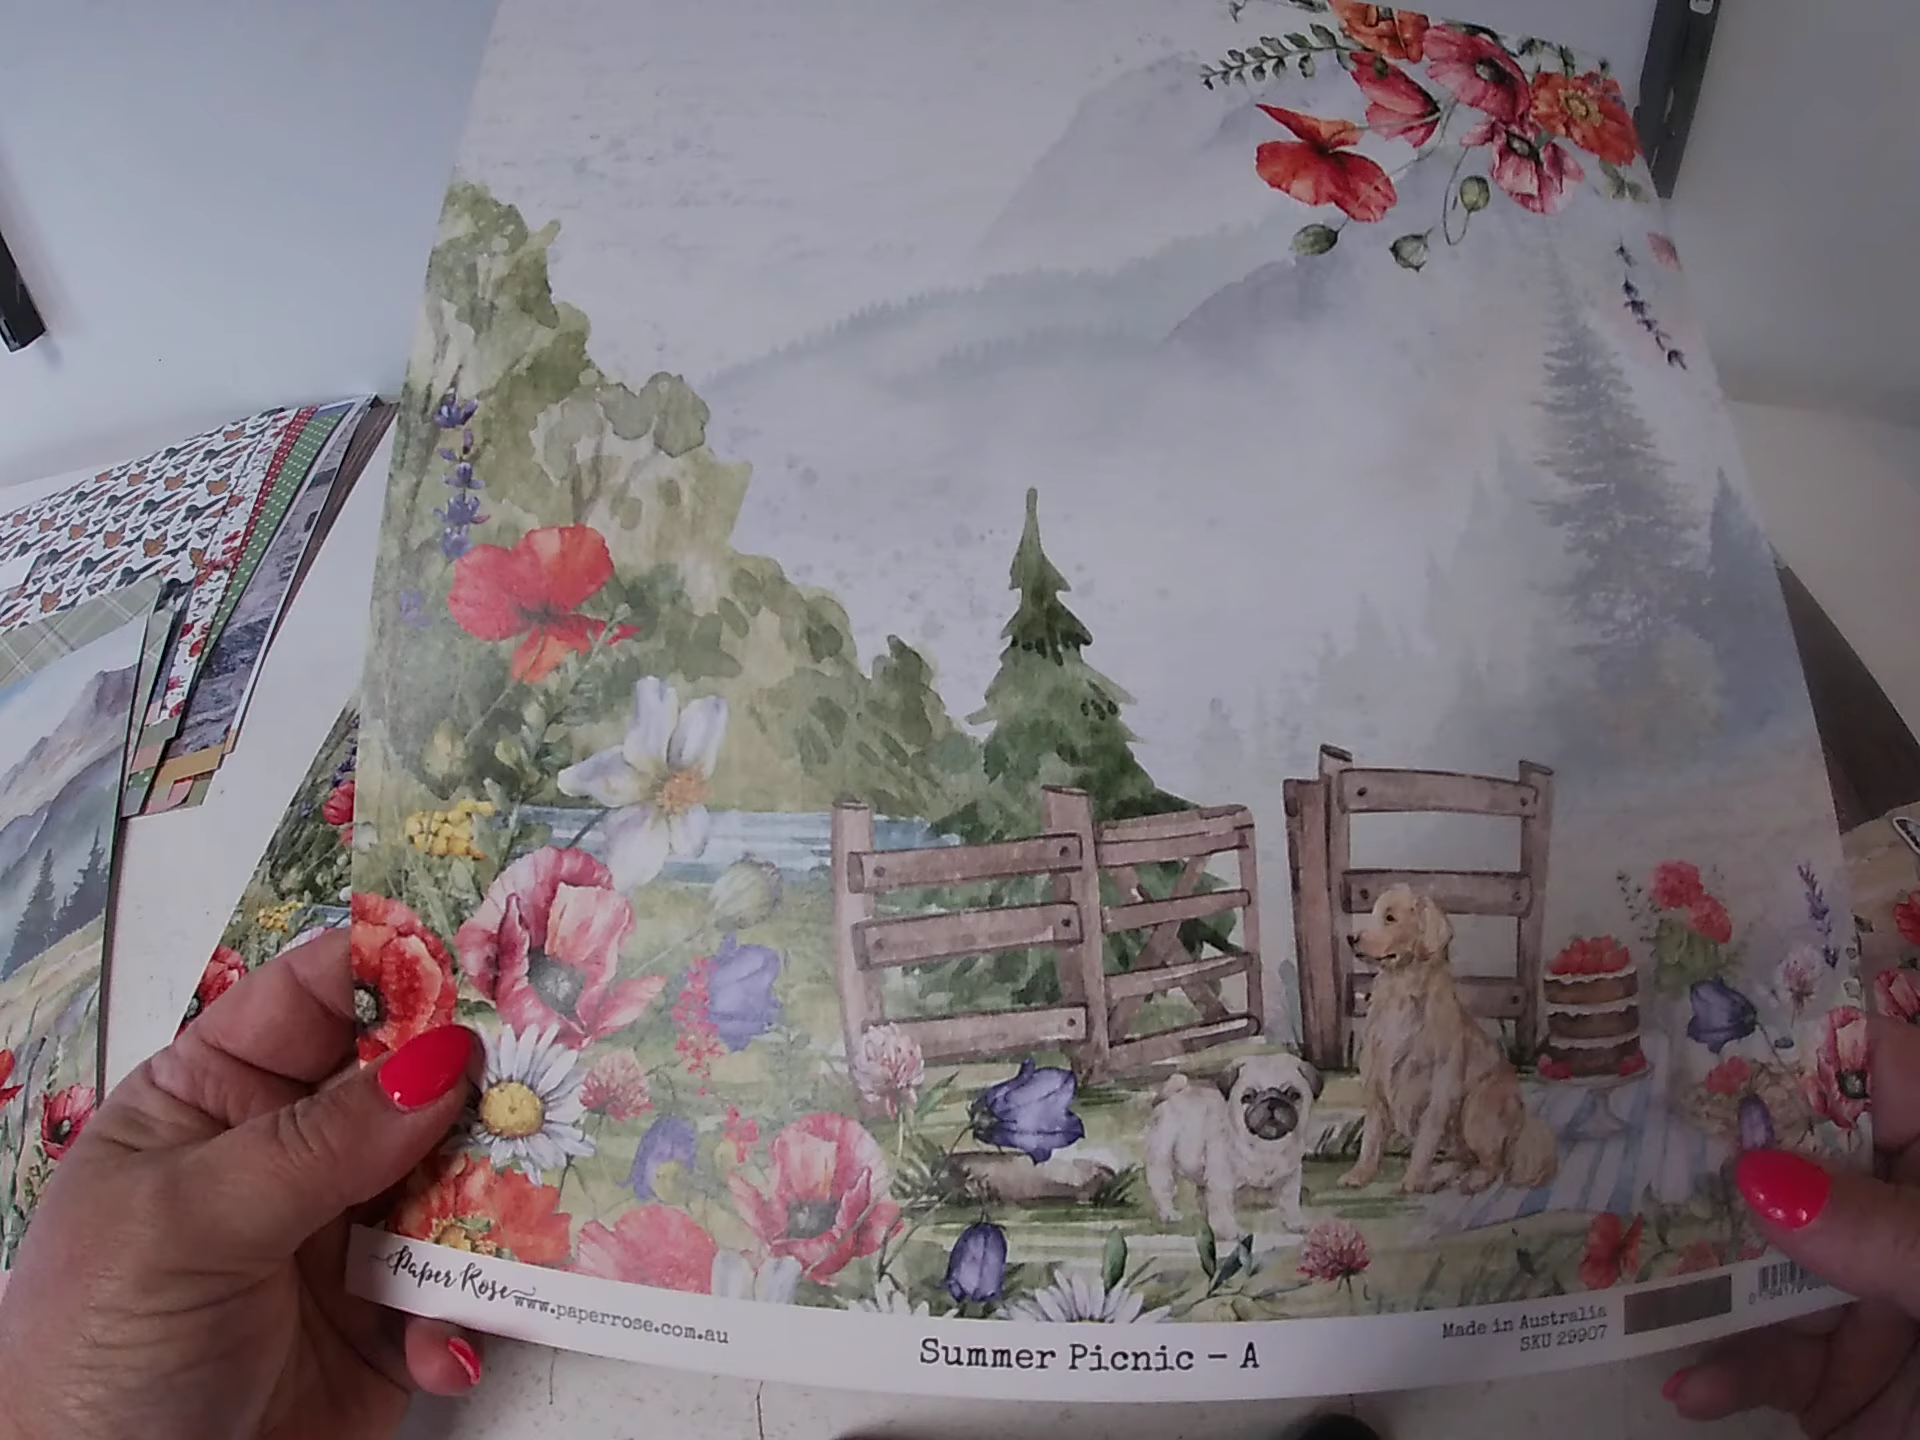 Paper Rose
www.paperrose.com.au
Summer Picnic - A
Made in Australia
SKU 29907